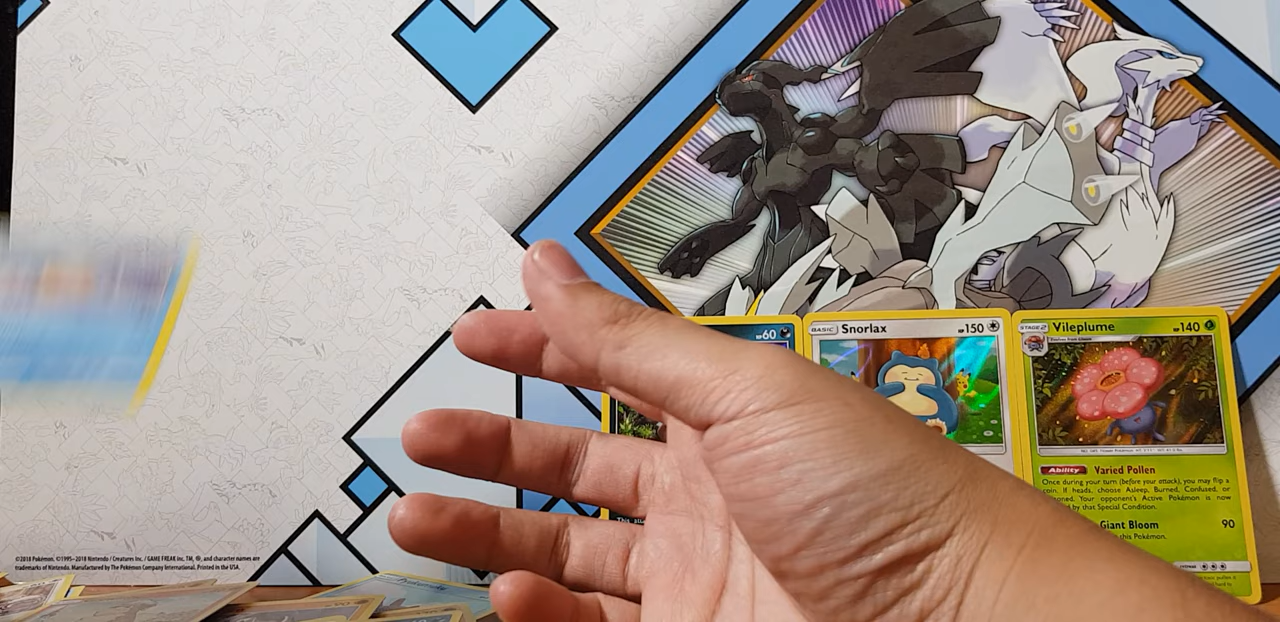 HP60
BASIC Snorlax HP150
STAGE 2 Vileplume HP140
Evolves from Gloom
Ability Varied Pollen
Once during your turn (before your attack), you may flip a
coin. If heads, choose Asleep, Burned, Confused, or
Your opponent's Active Pokémon is now
by that Special Condition.
Giant Bloom 90
this Pokémon.
This
©2018 Pokémon. ©1995–2018 Nintendo / Creatures Inc. / GAME FREAK inc. TM, ®, and character names are
trademarks of Nintendo. Manufactured by The Pokémon Company International. Printed in the USA.